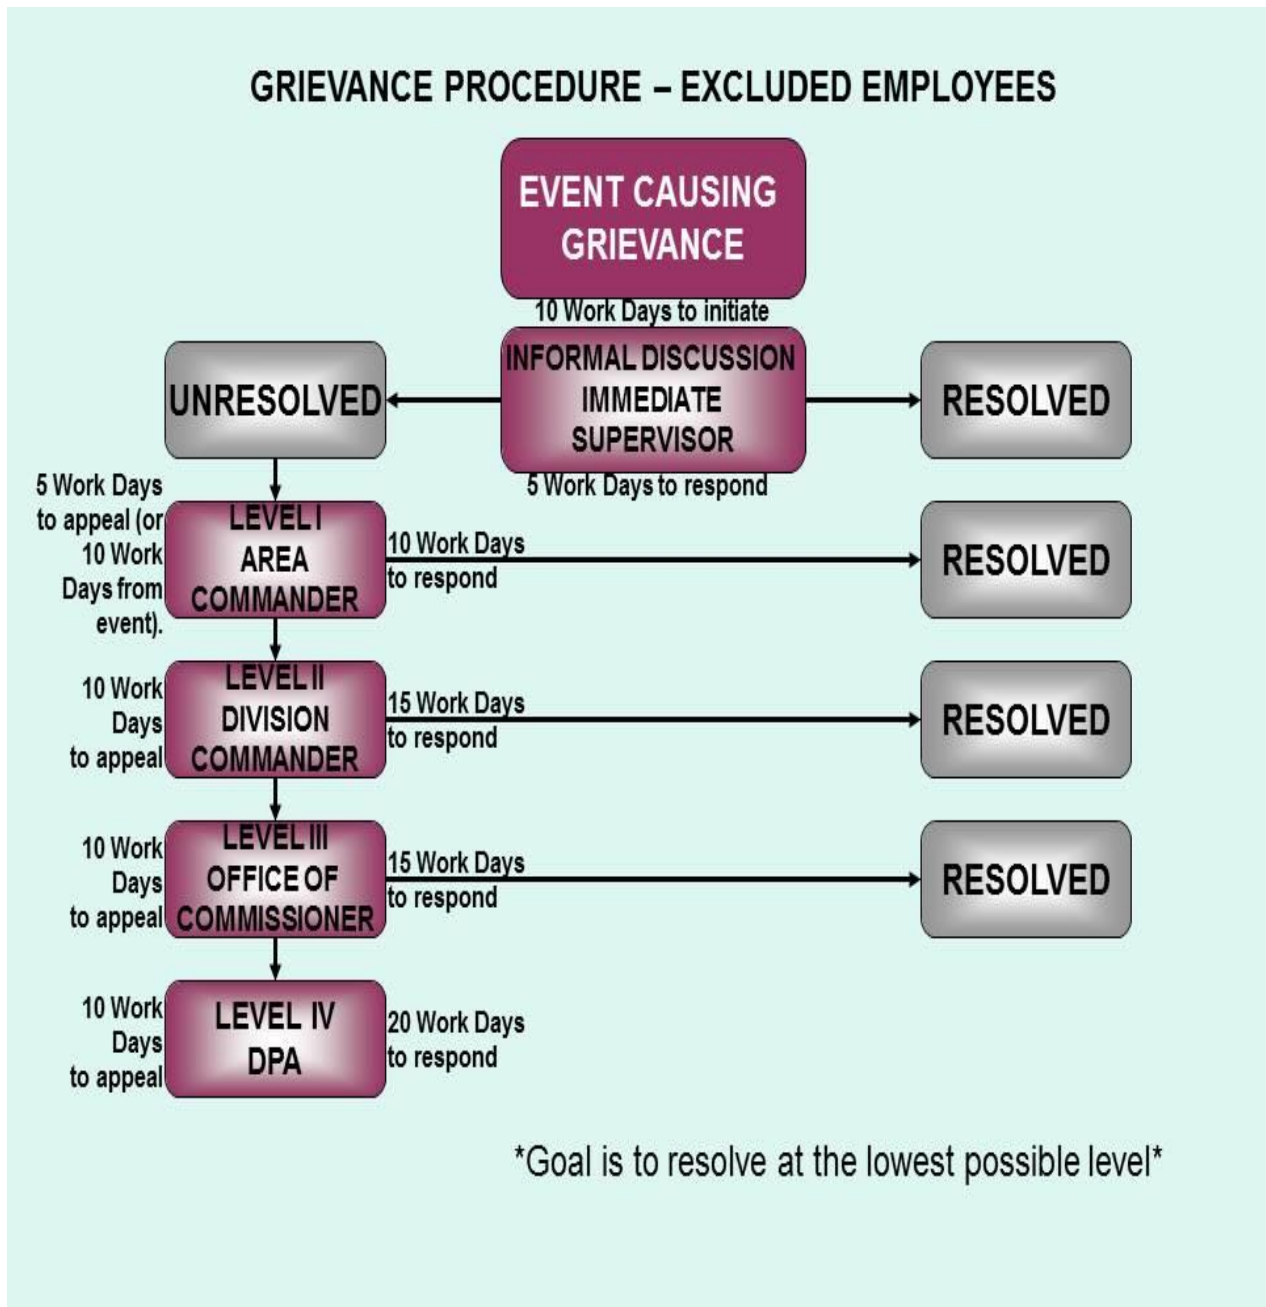 GRIEVANCE PROCEDURE – EXCLUDED EMPLOYEES
EVENT CAUSING
GRIEVANCE
10 Work Days to initiate
INFORMAL DISCUSSION
IMMEDIATE
SUPERVISOR
5 Work Days to respond
UNRESOLVED
RESOLVED
5 Work Days
to appeal (or
10 Work
Days from
event).
LEVEL I
AREA
COMMANDER
10 Work Days
to respond
RESOLVED
10 Work
Days
to appeal
LEVEL II
DIVISION
COMMANDER
15 Work Days
to respond
RESOLVED
10 Work
Days
to appeal
LEVEL III
OFFICE OF
COMMISSIONER
15 Work Days
to respond
RESOLVED
10 Work
Days
to appeal
LEVEL IV
DPA
20 Work Days
to respond
*Goal is to resolve at the lowest possible level*